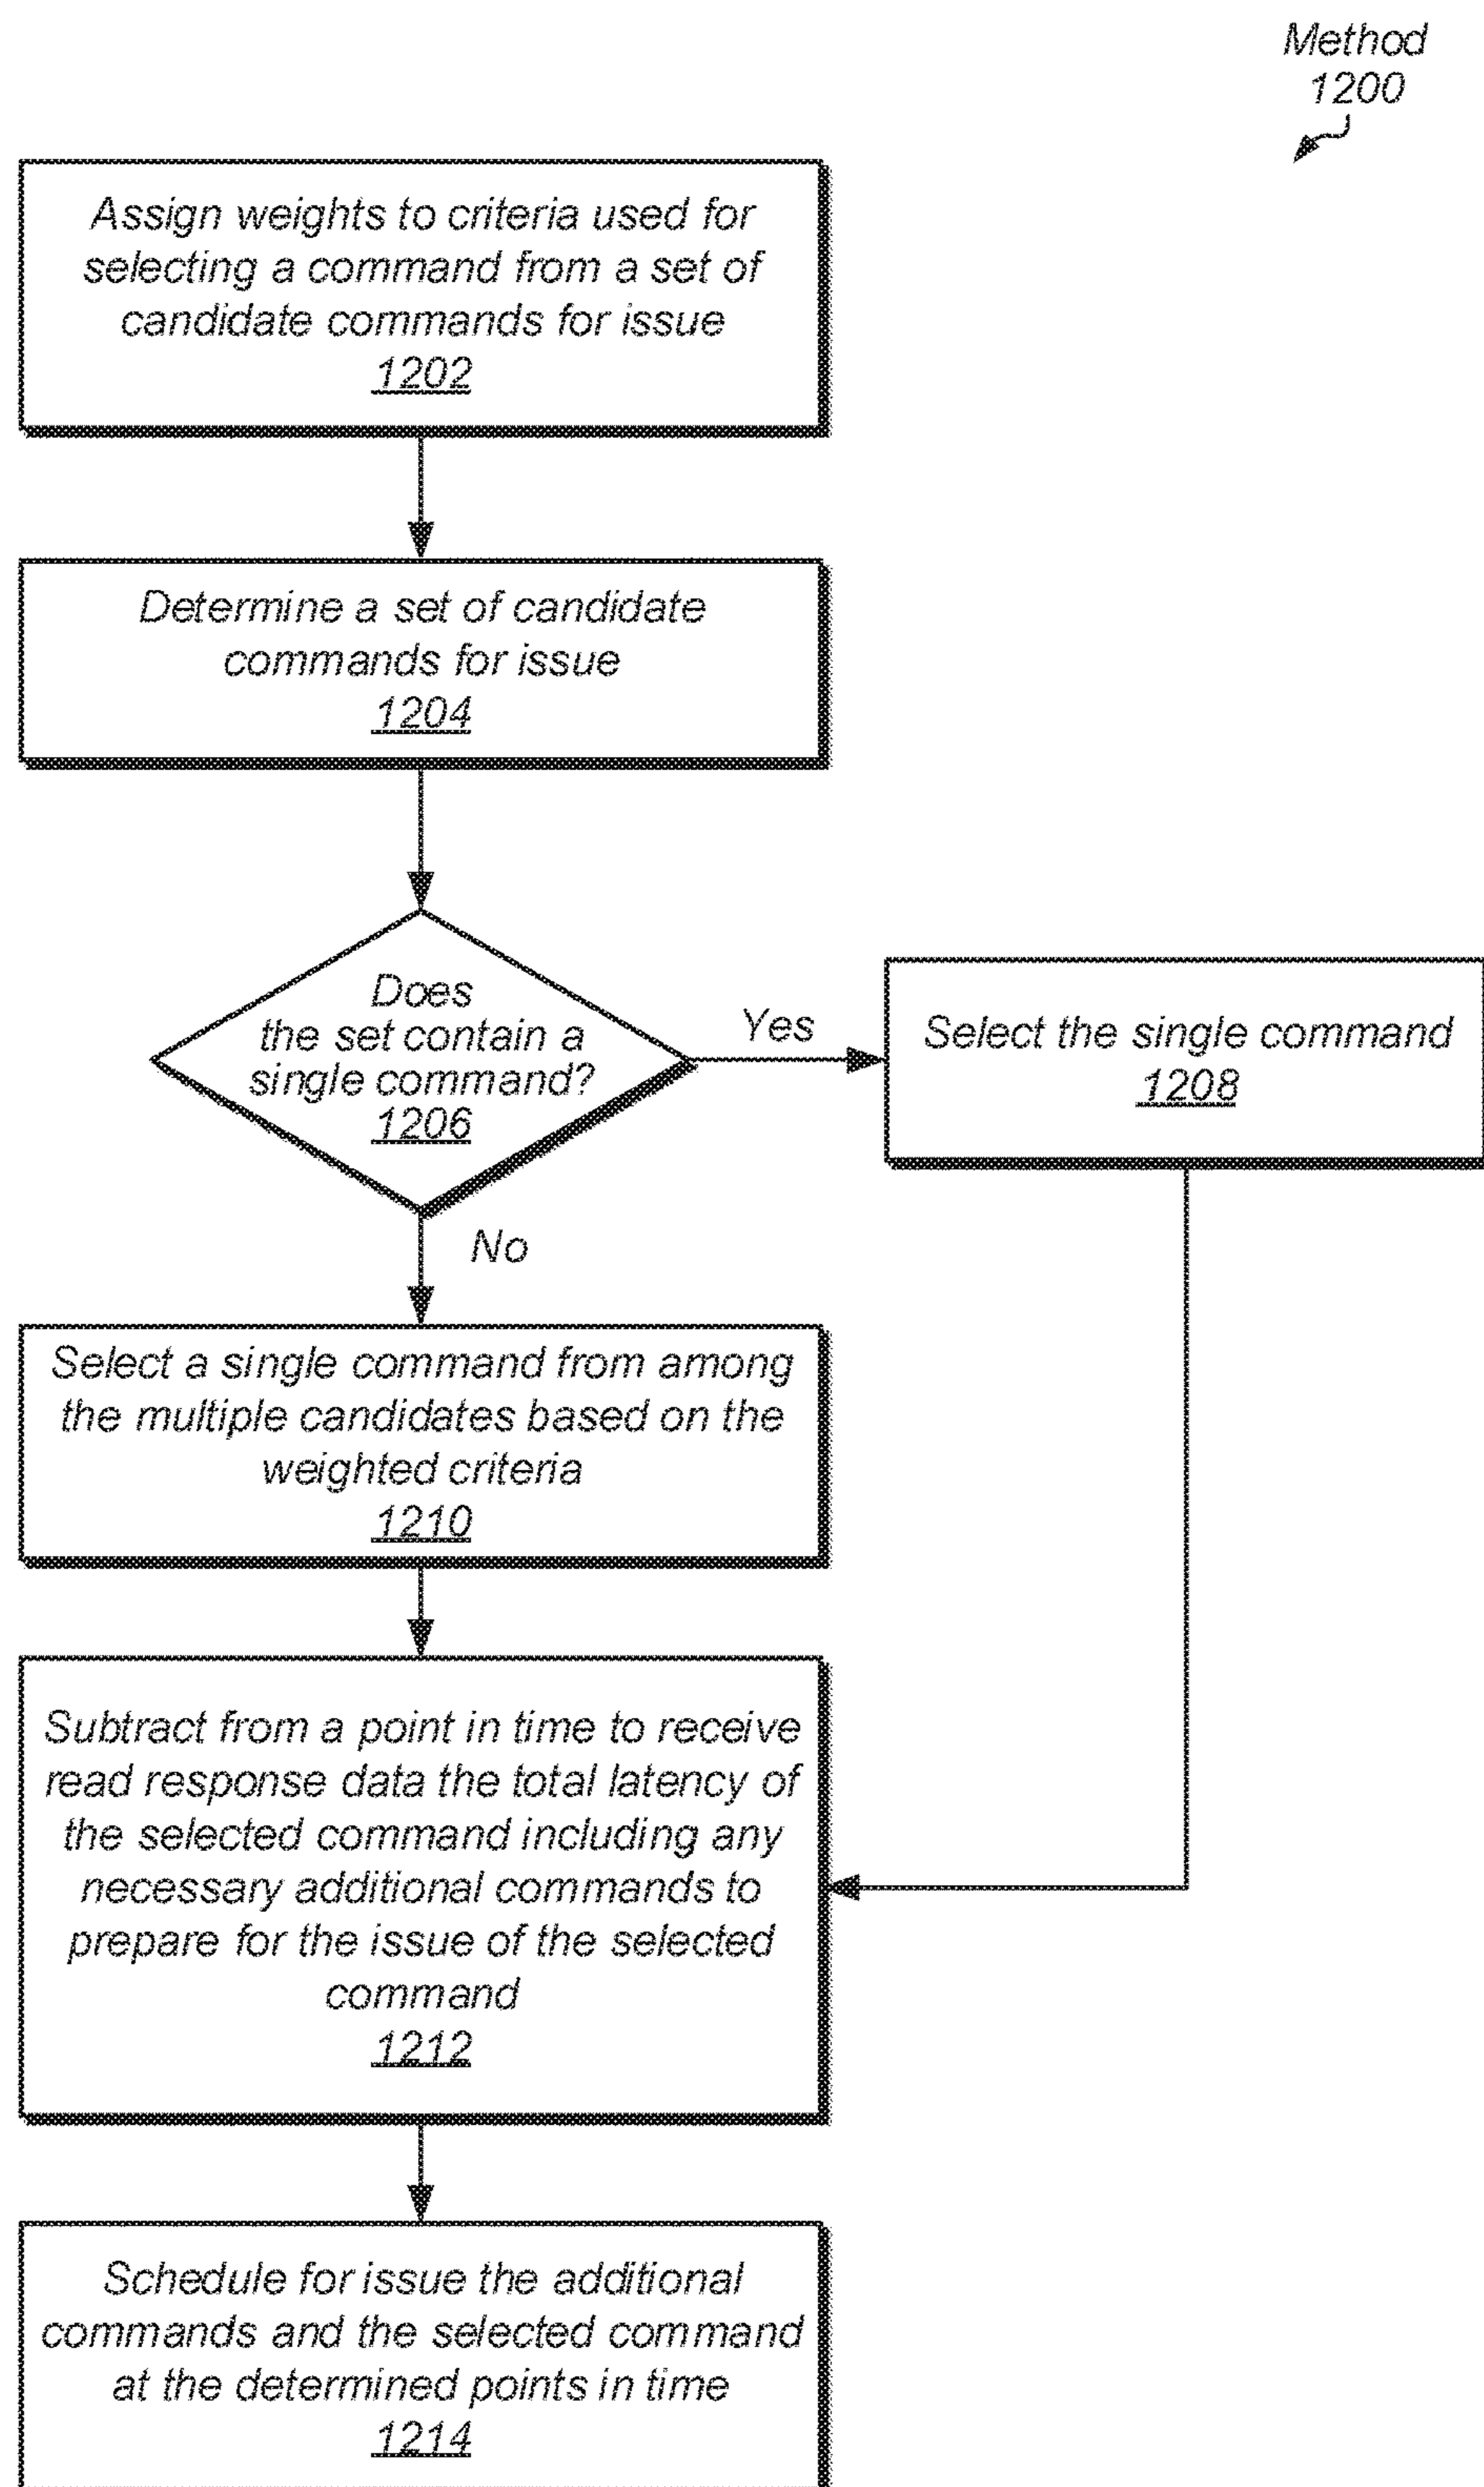 Method
1200
Assign weights to criteria used for
selecting a command from a set of
candidate commands for issue
1202
Determine a set of candidate
commands for issue
1204
Does
the set contain a
single command?
1206
Yes
Select the single command
1208
No
Select a single command from among
the multiple candidates based on the
weighted criteria
1210
Subtract from a point in time to receive
read response data the total latency of
the selected command including any
necessary additional commands to
prepare for the issue of the selected
command
1212
Schedule for issue the additional
commands and the selected command
at the determined points in time
1214